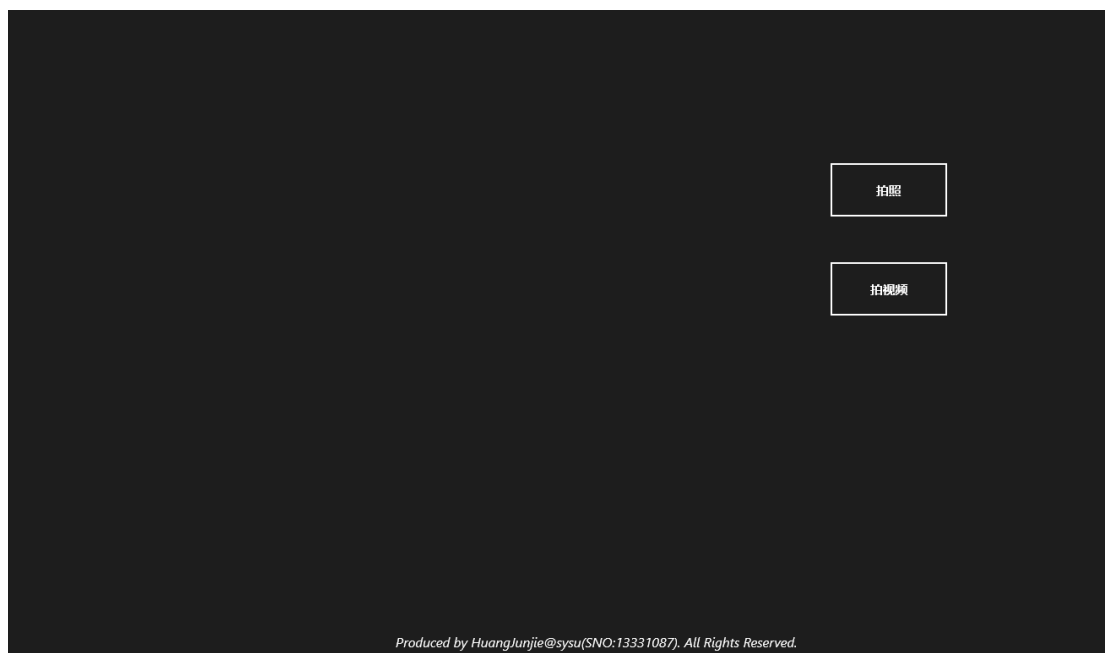 拍照
拍视频
Produced by HuangJunjie@sysu(SNO:13331087). All Rights Reserved.